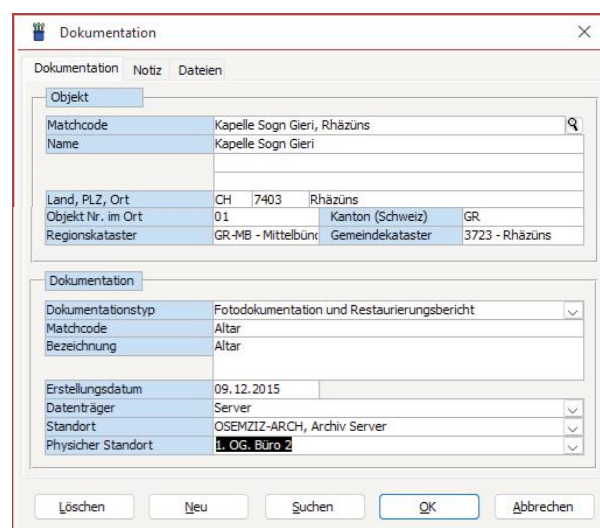 Dokumentation
Dokumentation Notiz Dateien
Objekt
Matchcode Kapelle Sogn Gieri, Rhäzüns
Name Kapelle Sogn Gieri
Land, PLZ, Ort CH 7403 Rhäzüns
Objekt Nr. im Ort 01 Kanton (Schweiz) GR
Regionskataster GR-MB - Mittelbünd Gemeindekataster 3723 - Rhäzüns
Dokumentation
Dokumentationstyp Fotodokumentation und Restaurierungsbericht
Matchcode Altar
Bezeichnung Altar
Erstellungsdatum 09.12.2015
Datenträger Server
Standort OSEMZIZ-ARCH, Archiv Server
Physicher Standort 1. OG. Büro 2
Löschen Neu Suchen OK Abbrechen